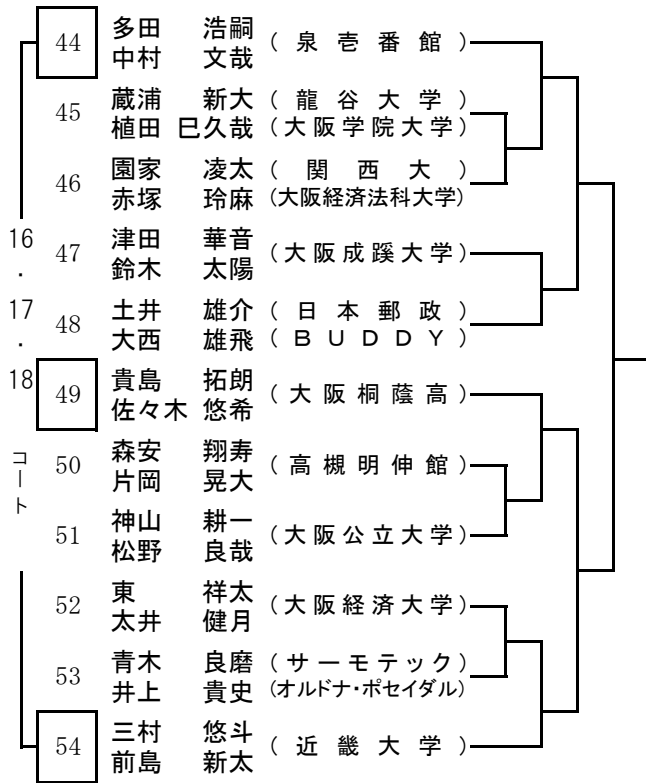 44 多田 浩嗣 ( 泉 壱 番 館 )
中村 文哉
45 蔵浦 新大 ( 龍 谷 大 学 )
植田 巳久哉 (大阪学院大学)
46 園家 凌太 ( 関 西 大 )
赤塚 玲麻 (大阪経済法科大学)
47 津田 華音 (大阪成蹊大学)
鈴木 太陽
48 土井 雄介 ( 日 本 郵 政 )
大西 雄飛 ( B U D D Y )
49 貴島 拓朗 ( 大 阪 桐 蔭 高 )
佐々木 悠希
50 森安 翔寿 ( 高 槻 明 伸 館 )
片岡 晃大
51 神山 耕一 (大阪公立大学)
松野 良哉
52 東 祥太 (大阪経済大学)
太井 健月
53 青木 良磨 (サーモテック)
井上 貴史 (オルドナ・ポセイダル)
54 三村 悠斗 ( 近 畿 大 学 )
前島 新太
16・17・18 コート